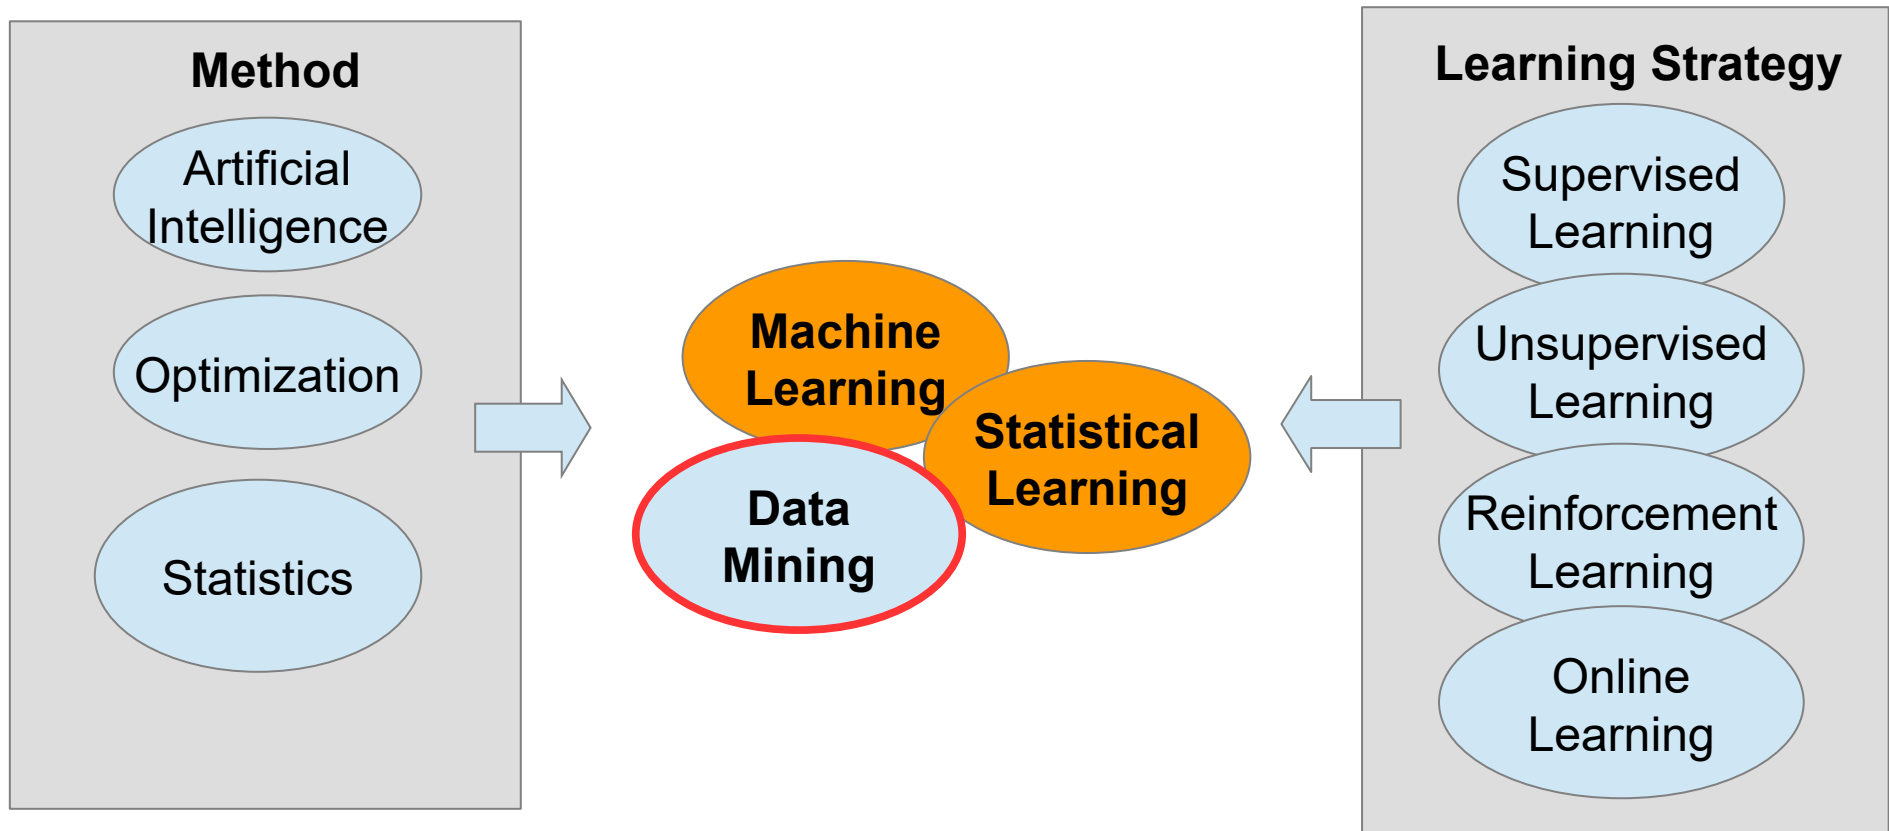 Method
Artificial
Intelligence
Optimization
Statistics
Machine
Learning
Statistical
Learning
Data
Mining
Learning Strategy
Supervised
Learning
Unsupervised
Learning
Reinforcement
Learning
Online
Learning